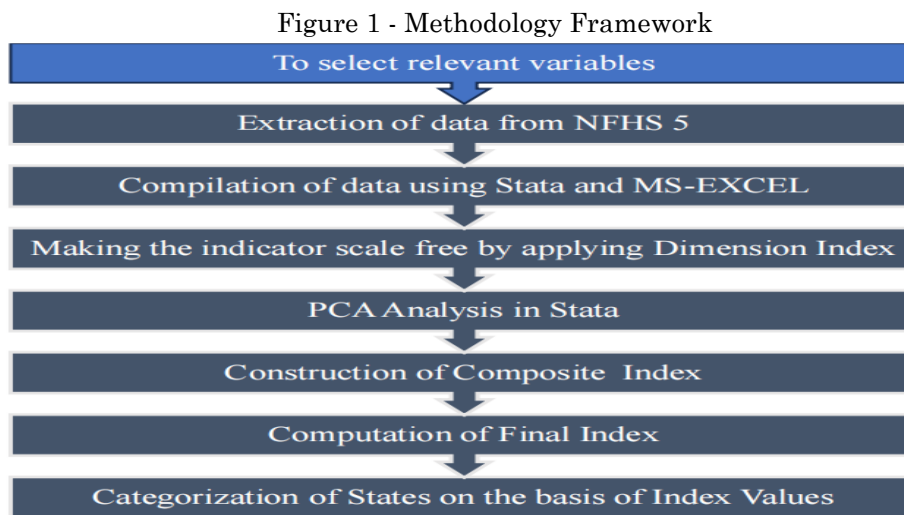 Figure 1 - Methodology Framework
To select relevant variables
Extraction of data from NFHS 5
Compilation of data using Stata and MS-EXCEL
Making the indicator scale free by applying Dimension Index
PCA Analysis in Stata
Construction of Composite Index
Computation of Final Index
Categorization of States on the basis of Index Values